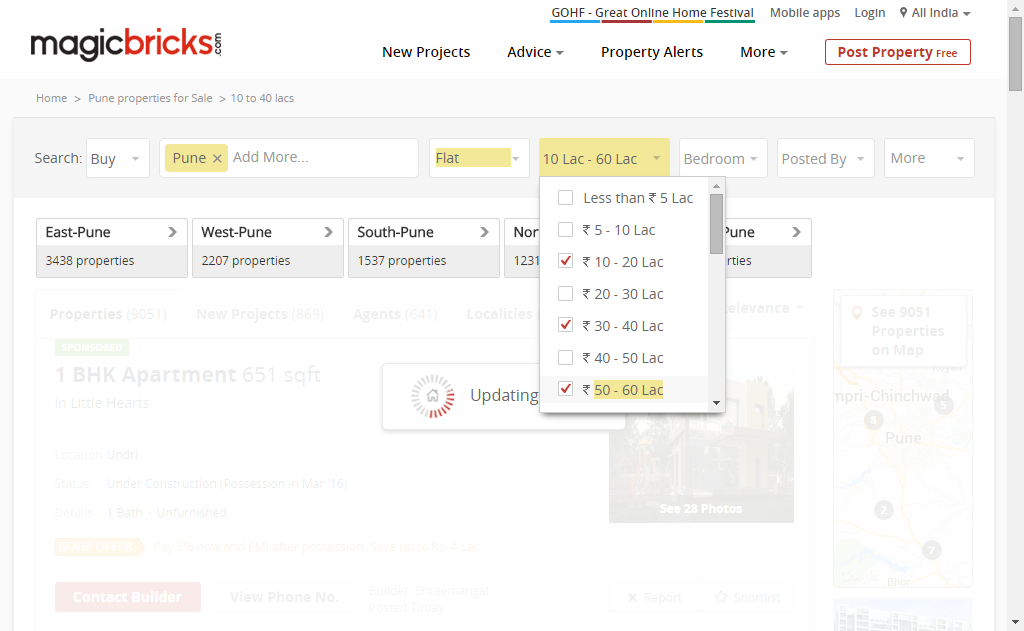 GOHF - Great Online Home Festival Mobile apps Login All India
magicbricks.com
New Projects Advice Property Alerts More Post Property Free
Home > Pune properties for Sale > 10 to 40 lacs
Search: Buy Pune × Add More... Flat 10 Lac - 60 Lac Bedroom Posted By More
Less than ₹ 5 Lac
₹ 5 - 10 Lac
₹ 10 - 20 Lac
₹ 20 - 30 Lac
₹ 30 - 40 Lac
₹ 40 - 50 Lac
₹ 50 - 60 Lac
East-Pune > West-Pune > South-Pune > Nor Pune >
3438 properties 2207 properties 1537 properties 1231 rties
Properties (9051) New Projects (869) Agents (641) Localities elevance
SPONSORED
1 BHK Apartment 651 sqft
in Little Hearts
Updating
Location Undri
Status Under Construction (Possession in Mar '16)
Details 1 Bath - Unfurnished
See 28 Photos
GOHF OFFER Pay 5% now and EMI after possession, Save up to Rs. 4 Lac
Contact Builder View Phone No. Builder: Shreemangal
Posted Today
Report Shortlist
See 9051
Properties
on Map
mpri-Chinchwad
5
8
Pune
2
7
Bhor